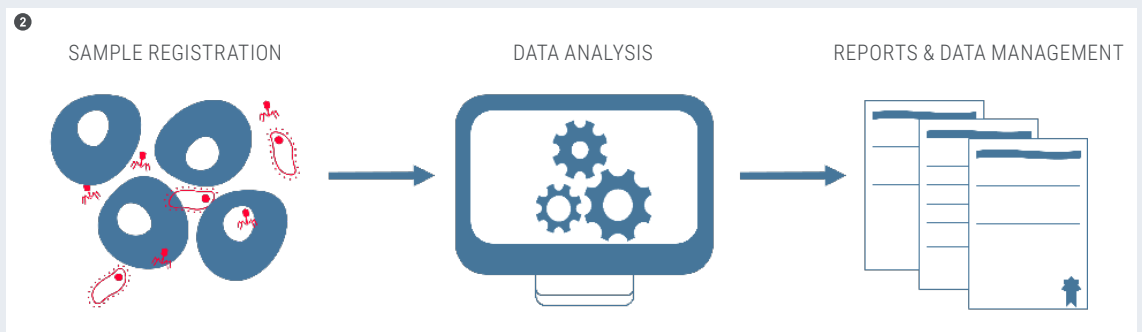 2
SAMPLE REGISTRATION
DATA ANALYSIS
REPORTS & DATA MANAGEMENT